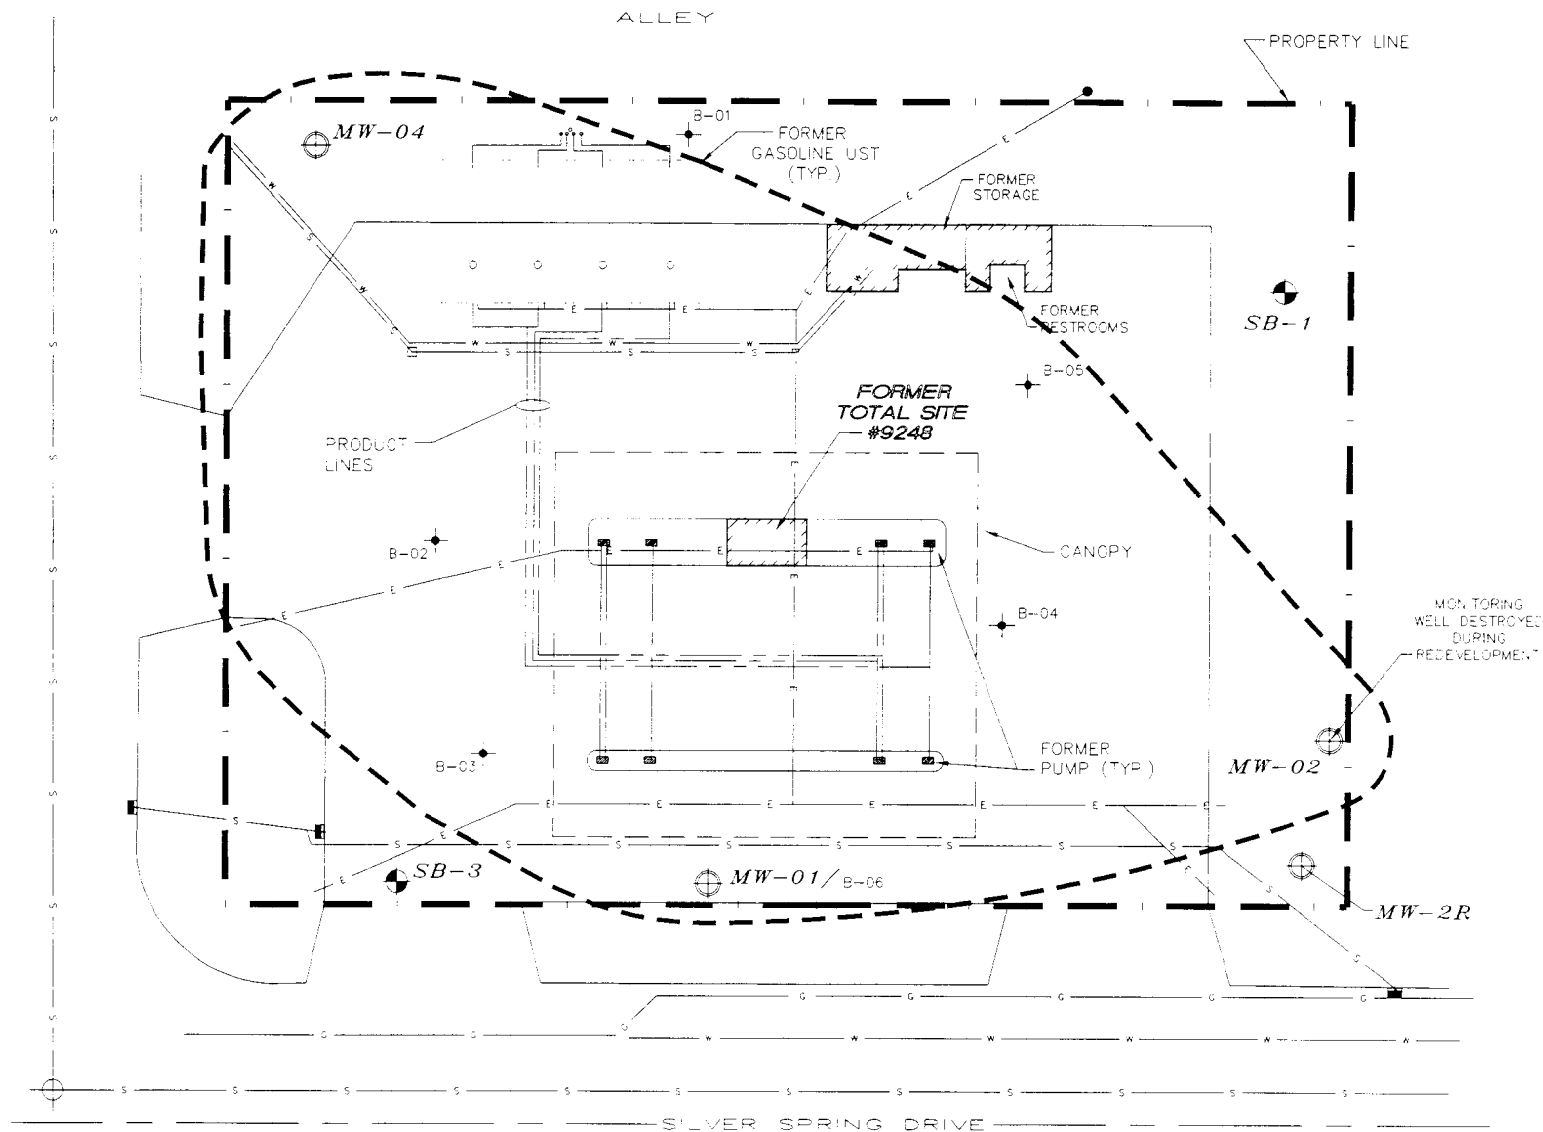 ALLEY
PROPERTY LINE
MW-04
B-01
FORMER
GASOLINE UST
(TYP.)
FORMER
STORAGE
SB-1
FORMER
RESTROOMS
B-05
FORMER
TOTAL SITE
#9248
PRODUCT
LINES
B-02
CANOPY
B-04
MONITORING
WELL DESTROYED
DURING
REDEVELOPMENT
B-03
FORMER
PUMP (TYP.)
MW-02
SB-3
MW-01/B-06
MW-2R
SILVER SPRING DRIVE